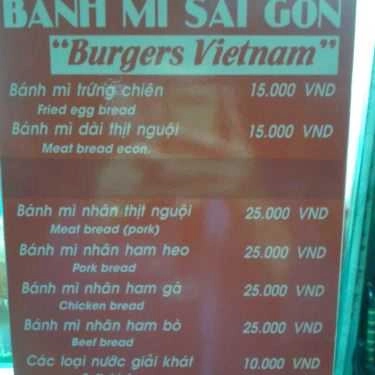 BÁNH MÌ SÀI GÒN
"Burgers Vietnam"
Bánh mì trứng chiên 15.000 VND
Fried egg bread
Bánh mì dài thịt nguội 15.000 VND
Meat bread econ.
Bánh mì nhân thịt nguội 25.000 VND
Meat bread (pork)
Bánh mì nhân ham heo 25.000 VND
Pork bread
Bánh mì nhân ham gà 25.000 VND
Chicken bread
Bánh mì nhân ham bò 25.000 VND
Beef bread
Các loại nước giải khát 10.000 VND